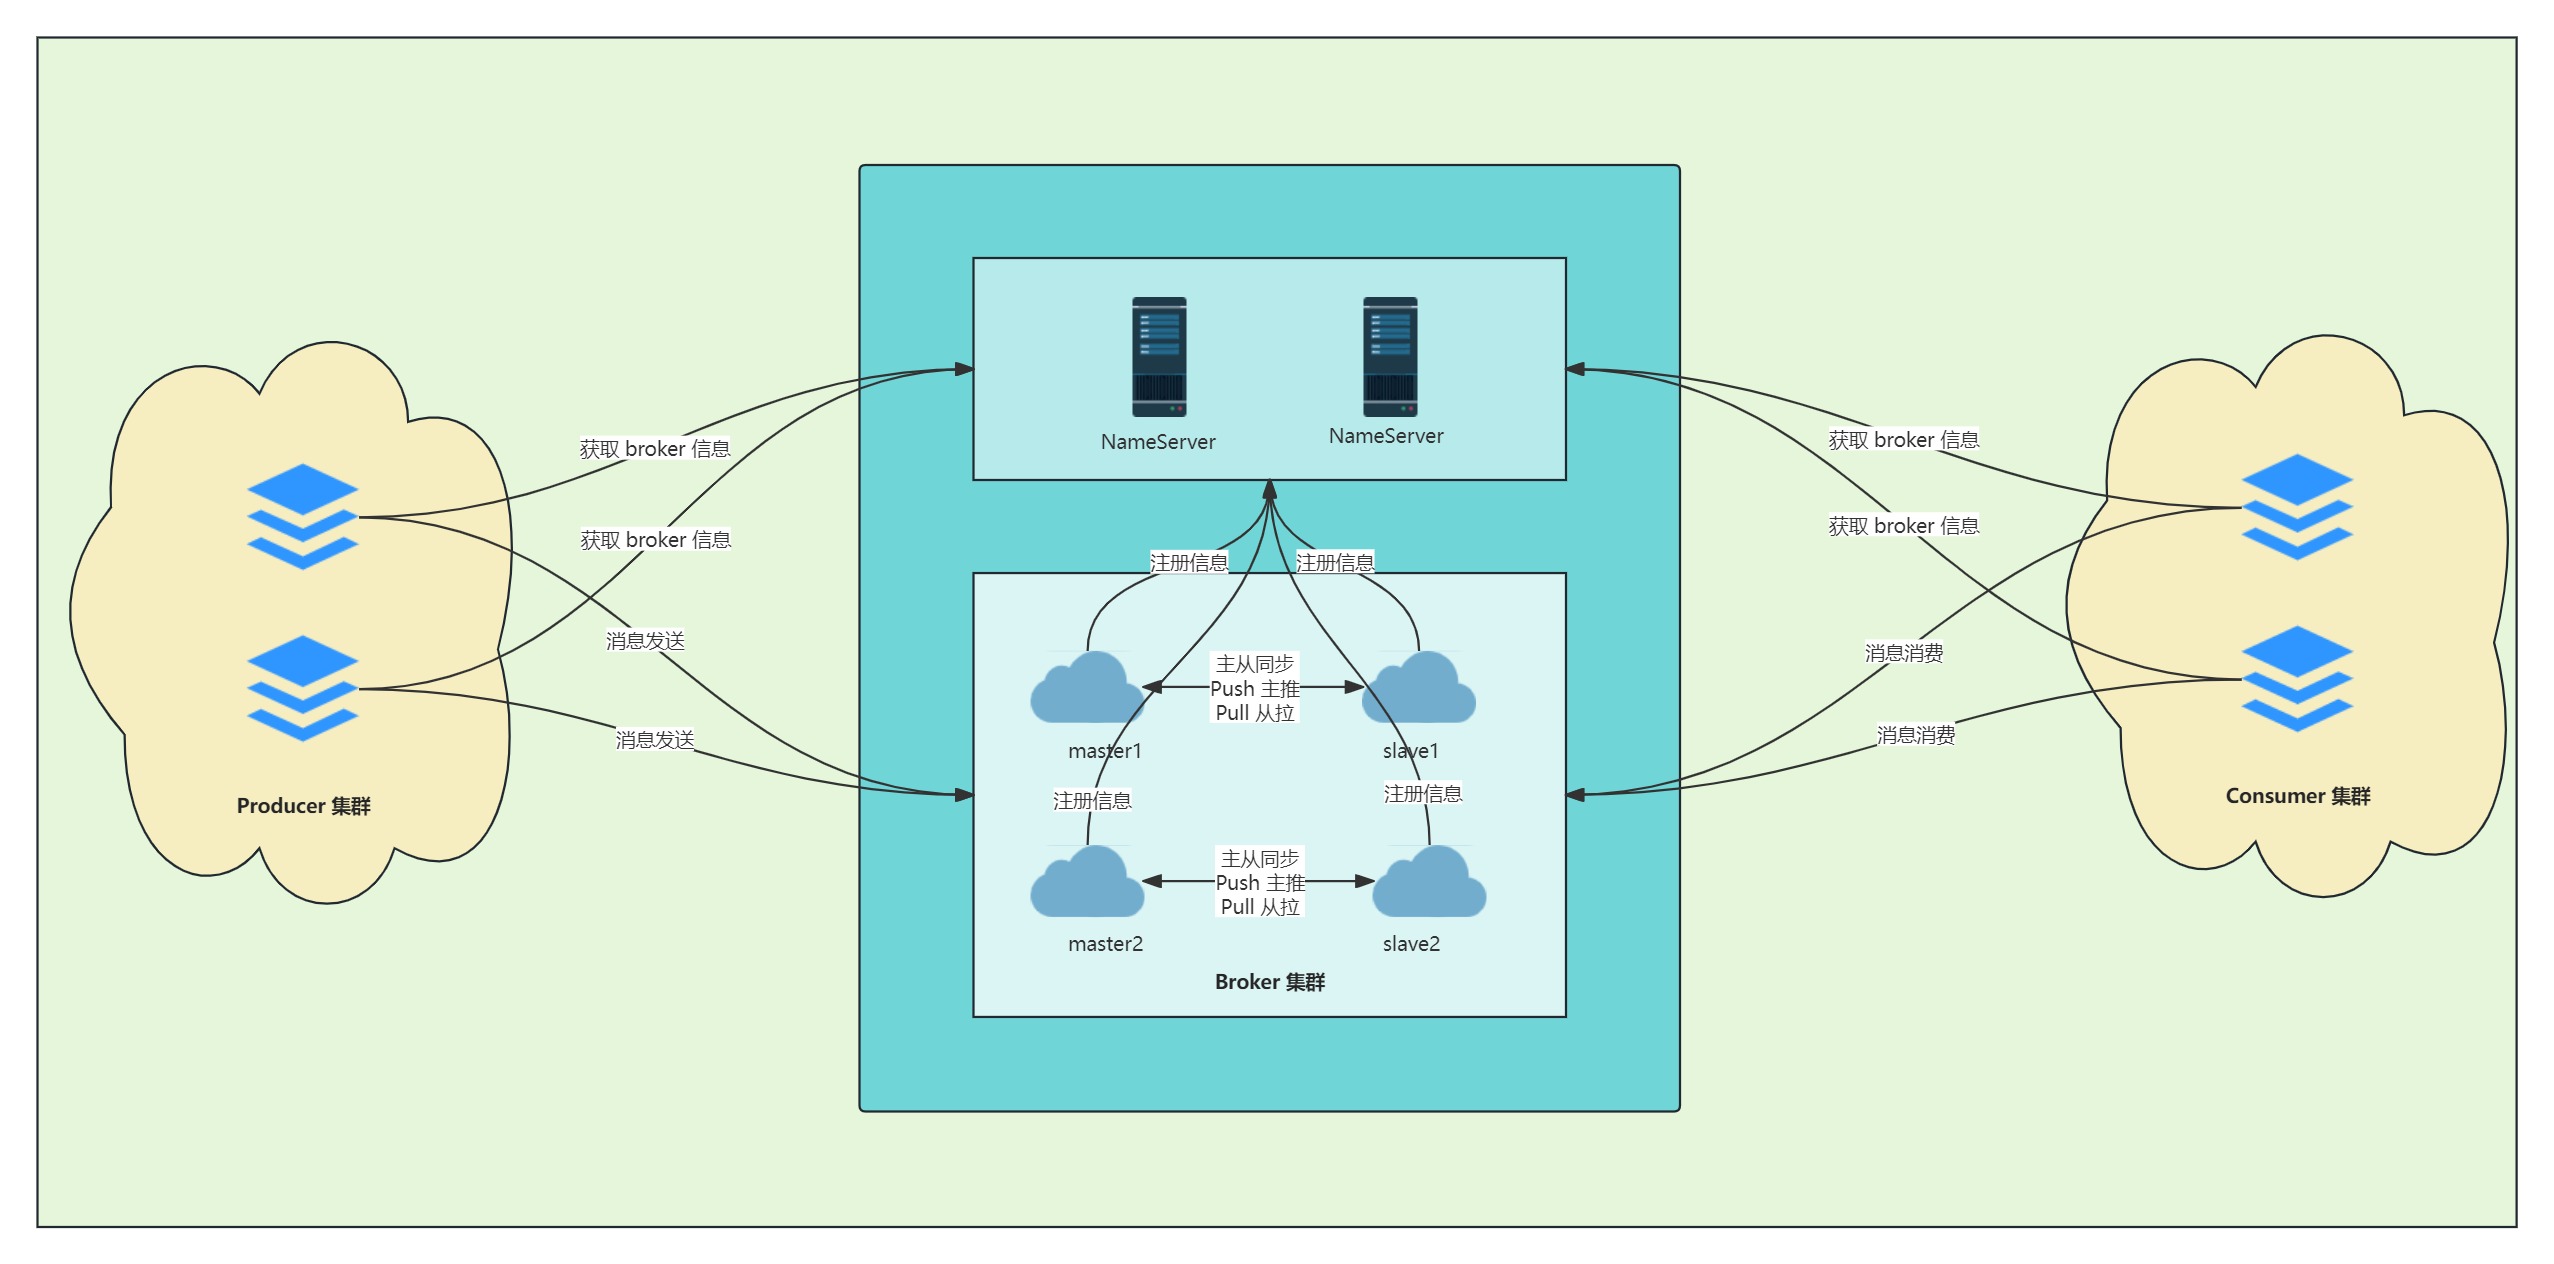 NameServer
NameServer
获取 broker 信息
获取 broker 信息
消息发送
消息发送
Producer 集群
注册信息
注册信息
主从同步
Push 主推
Pull 从拉
master1
slave1
注册信息
注册信息
主从同步
Push 主推
Pull 从拉
master2
slave2
Broker 集群
获取 broker 信息
获取 broker 信息
消息消费
消息消费
Consumer 集群